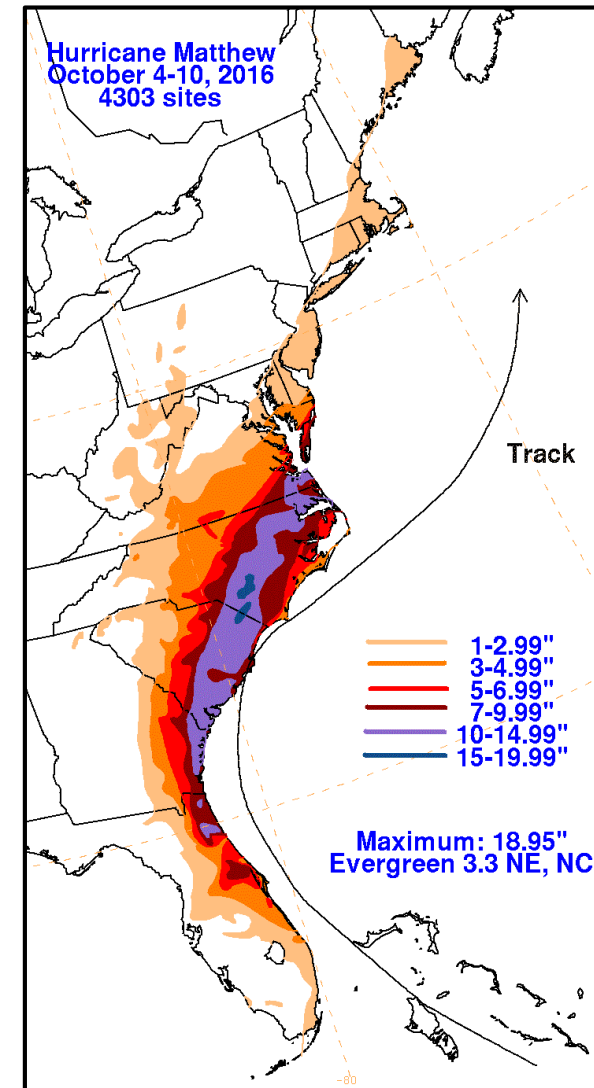 Hurricane Matthew
October 4-10, 2016
4303 sites
Track
1-2.99"
3-4.99"
5-6.99"
7-9.99"
10-14.99"
15-19.99"
Maximum: 18.95"
Evergreen 3.3 NE, NC
-80